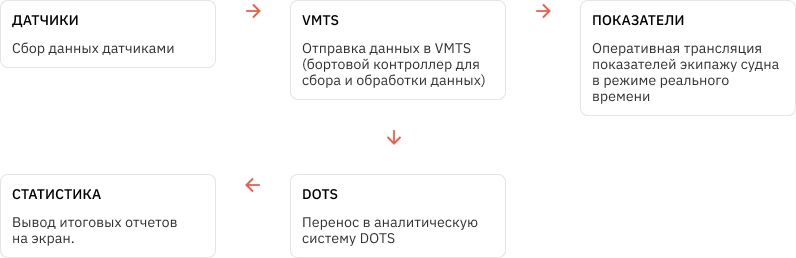 ДАТЧИКИ
Сбор данных датчиками
VMTS
Отправка данных в VMTS
(бортовой контроллер для
сбора и обработки данных)
ПОКАЗАТЕЛИ
Оперативная трансляция
показателей экипажу судна
в режиме реального
времени
СТАТИСТИКА
Вывод итоговых отчетов
на экран.
DOTS
Перенос в аналитическую
систему DOTS